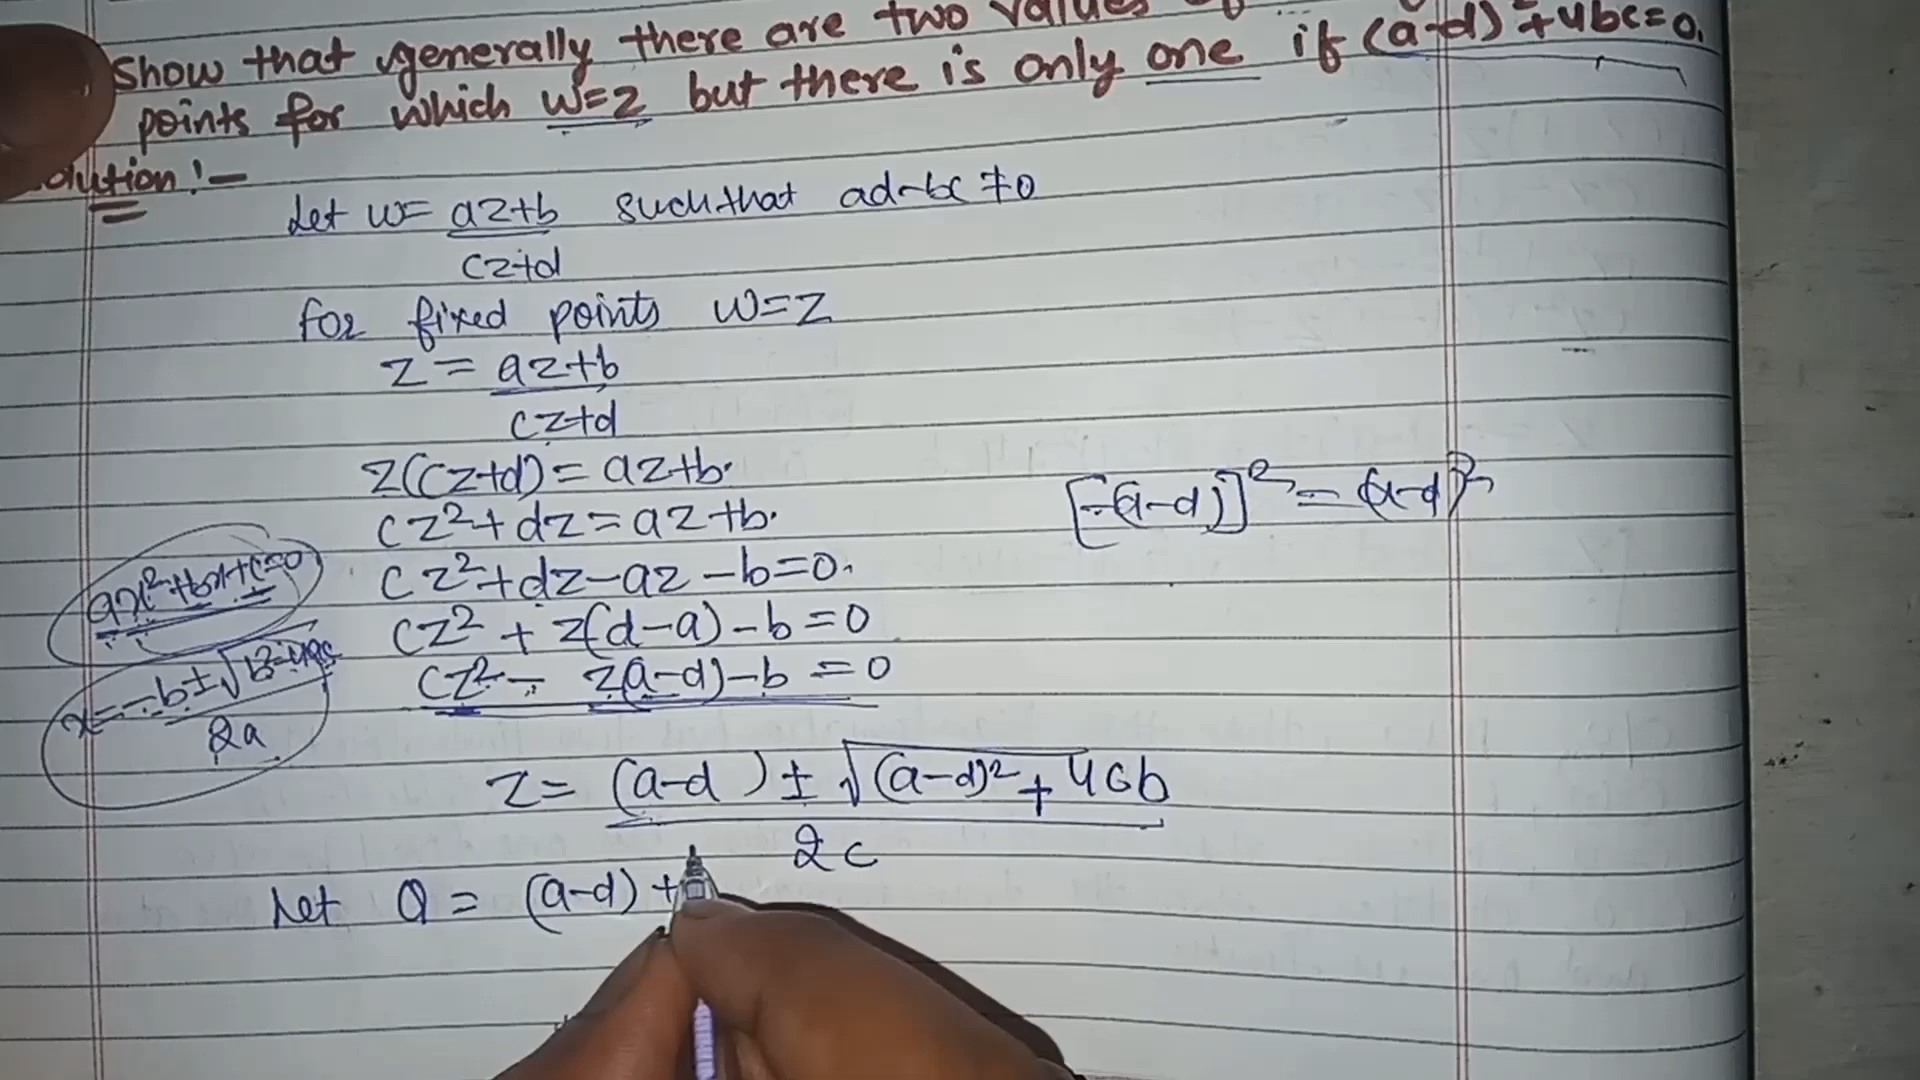 Show that generally there are two values
points for which w=z but there is only one if (a-d)²+4bc=0.
olution:-
Let w= az+b such that ad-bc≠0
cz+d
for fixed points w=z
z = az+b
cz+d
z(cz+d) = az+b.
[-(a-d)]² = (a-d)²
cz²+dz=az+b.
ax²+bx+c=0
cz²+dz-az-b=0.
cz² + z(d-a)-b=0
x=-b±√b²-4ac
2a
cz² - z(a-d)-b=0
z= (a-d) ± √(a-d)²+4cb
2c
Let Q = (a-d) +